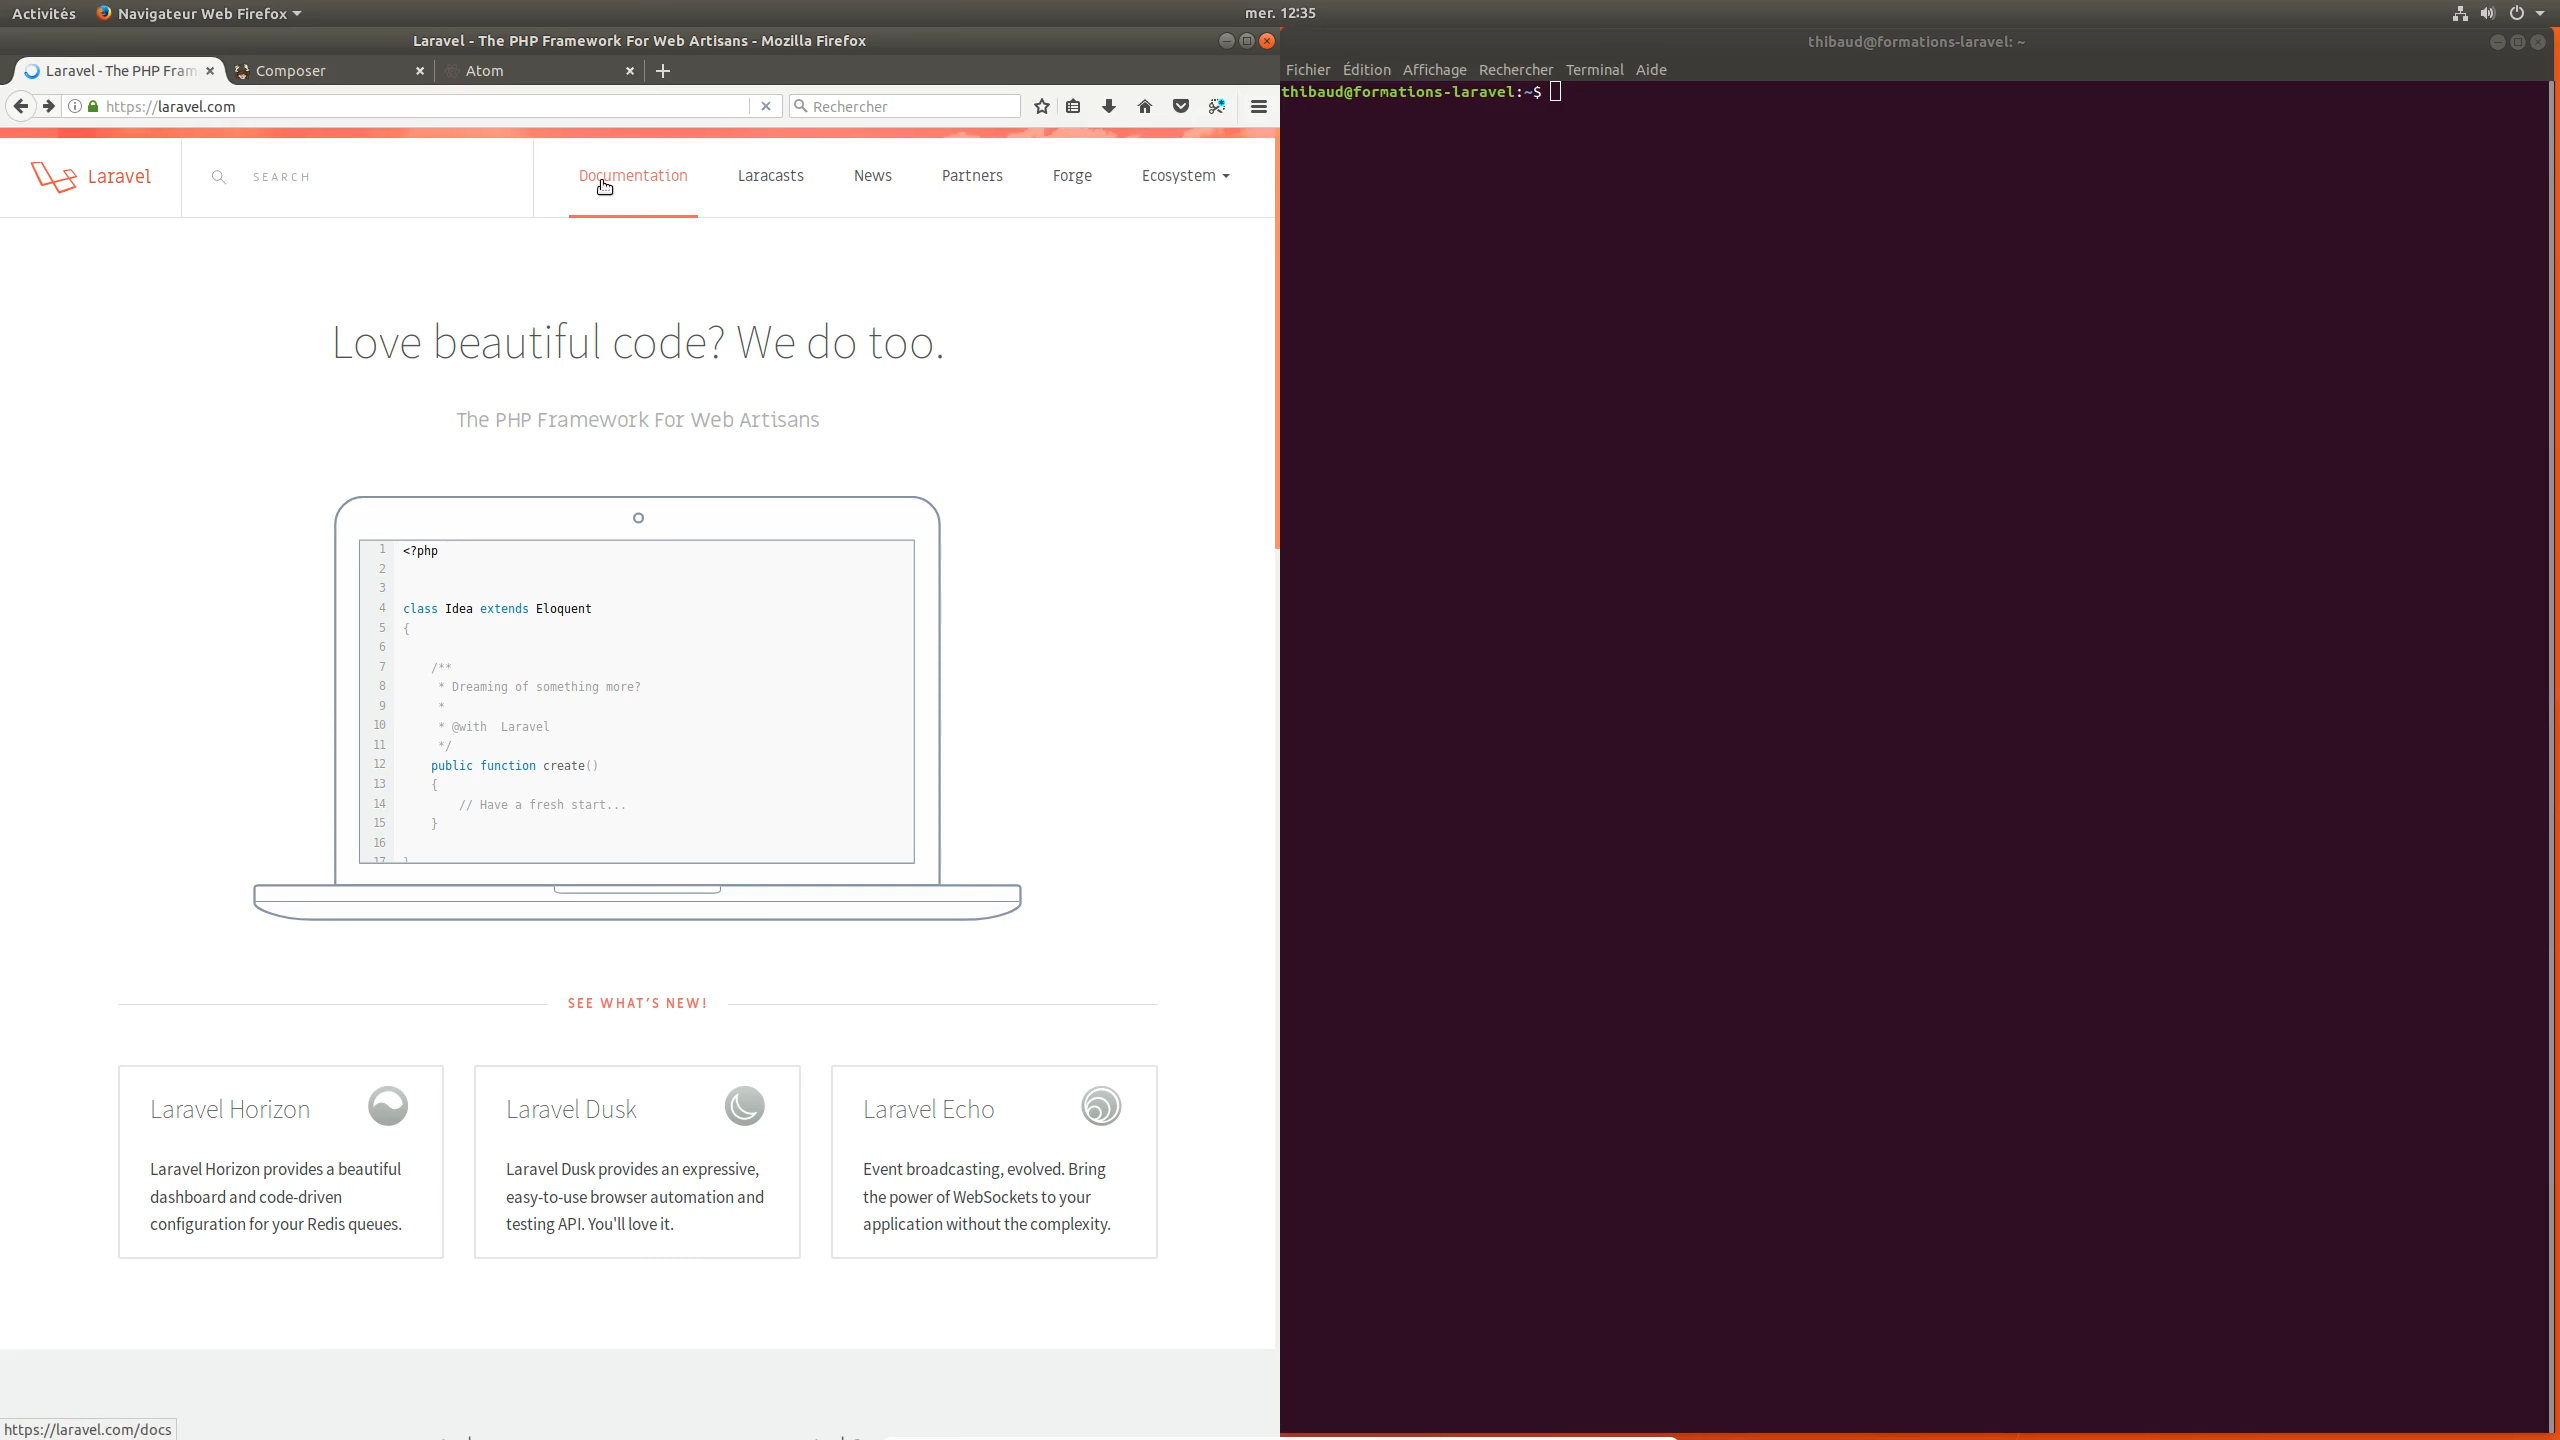 Activités Navigateur Web Firefox mer. 12:35
Laravel - The PHP Framework For Web Artisans - Mozilla Firefox
Laravel - The PHP Fram Composer Atom
https://laravel.com Rechercher
Laravel SEARCH Documentation Laracasts News Partners Forge Ecosystem
Love beautiful code? We do too.
The PHP Framework For Web Artisans
1 <?php
2
3
4 class Idea extends Eloquent
5 {
6
7 /**
8 * Dreaming of something more?
9 *
10 * @with Laravel
11 */
12 public function create()
13 {
14 // Have a fresh start...
15 }
16
17 }
SEE WHAT'S NEW!
Laravel Horizon
Laravel Horizon provides a beautiful
dashboard and code-driven
configuration for your Redis queues.
Laravel Dusk
Laravel Dusk provides an expressive,
easy-to-use browser automation and
testing API. You'll love it.
Laravel Echo
Event broadcasting, evolved. Bring
the power of WebSockets to your
application without the complexity.
https://laravel.com/docs
thibaud@formations-laravel: ~
Fichier Édition Affichage Rechercher Terminal Aide
thibaud@formations-laravel:~$